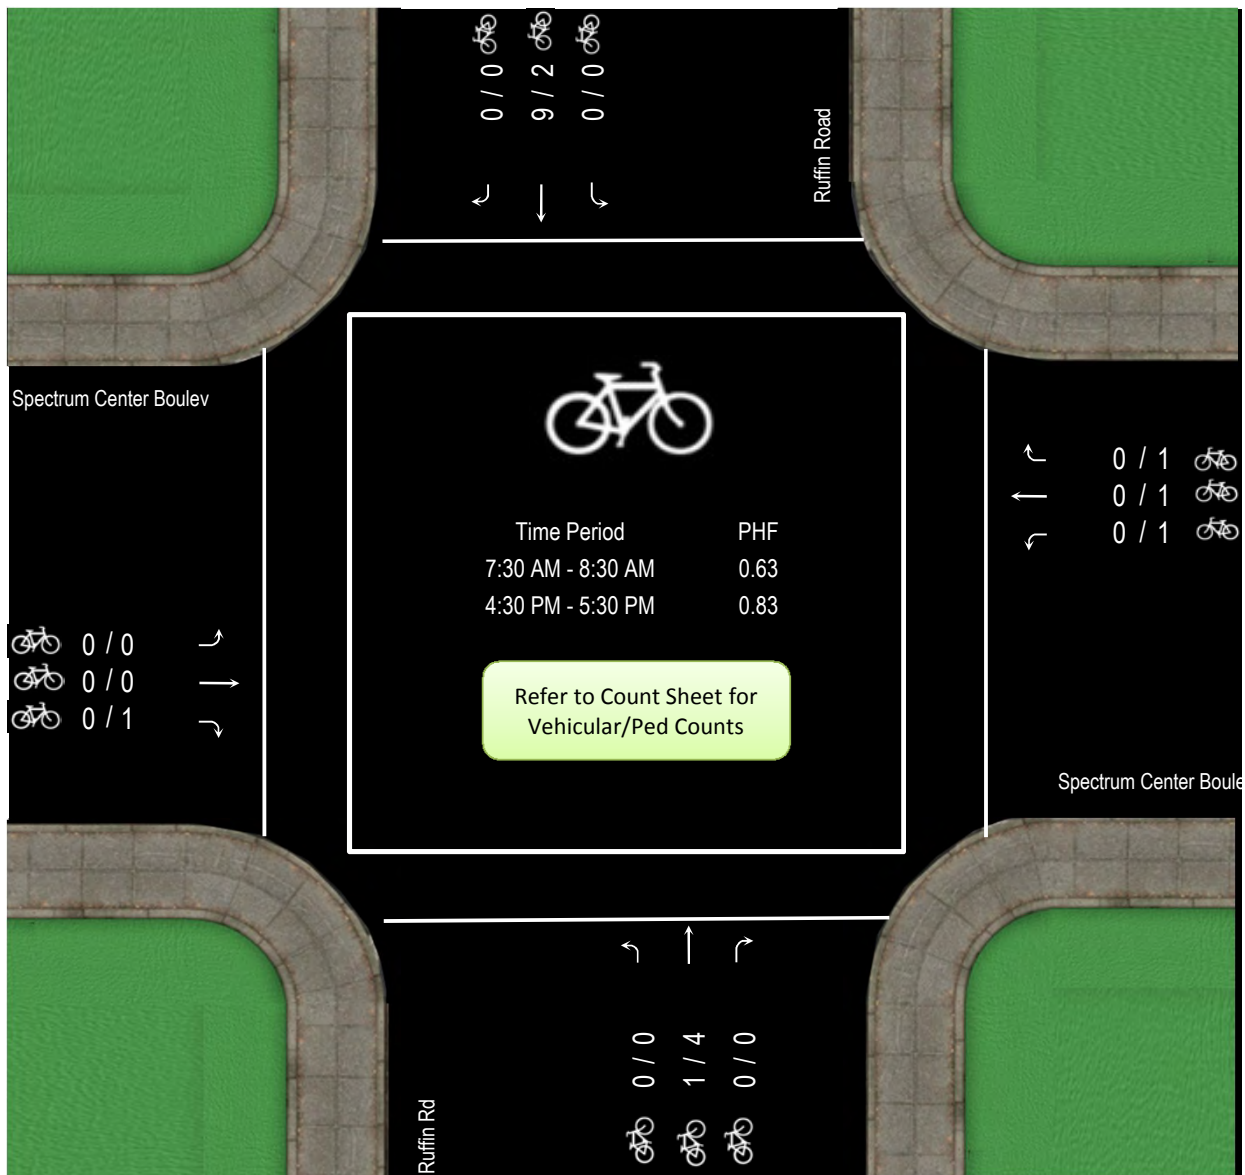 0 / 0
9 / 2
0 / 0
Ruffin Road
Spectrum Center Boulev
0 / 1
0 / 1
0 / 1
Time Period PHF
7:30 AM - 8:30 AM 0.63
4:30 PM - 5:30 PM 0.83
0 / 0
0 / 0
0 / 1
Refer to Count Sheet for
Vehicular/Ped Counts
Spectrum Center Boule
0 / 0
1 / 4
0 / 0
Ruffin Rd